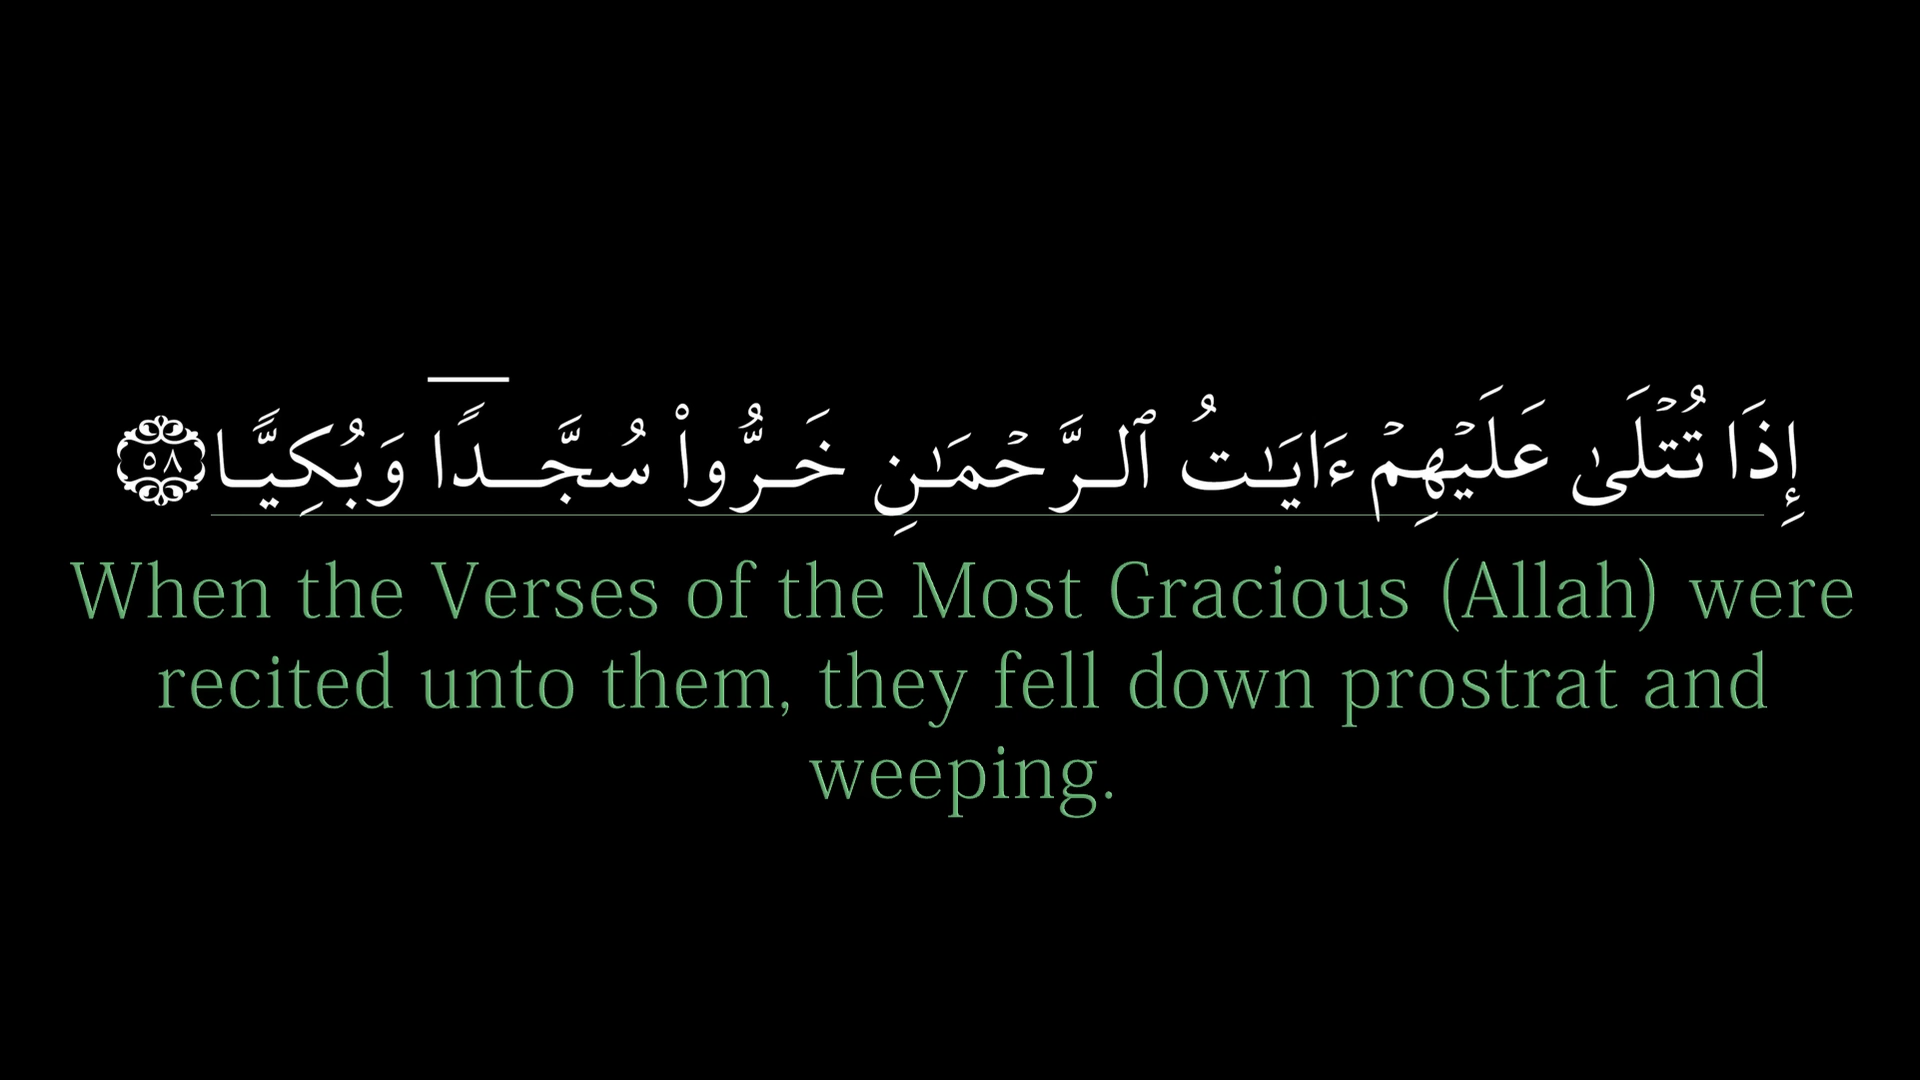 إِذَا تُتْلَىٰ عَلَيْهِمْ ءَايَـٰتُ ٱلرَّحْمَـٰنِ خَرُّوا۟ سُجَّدًا وَبُكِيًّا ٥٨
When the Verses of the Most Gracious (Allah) were
recited unto them, they fell down prostrat and
weeping.